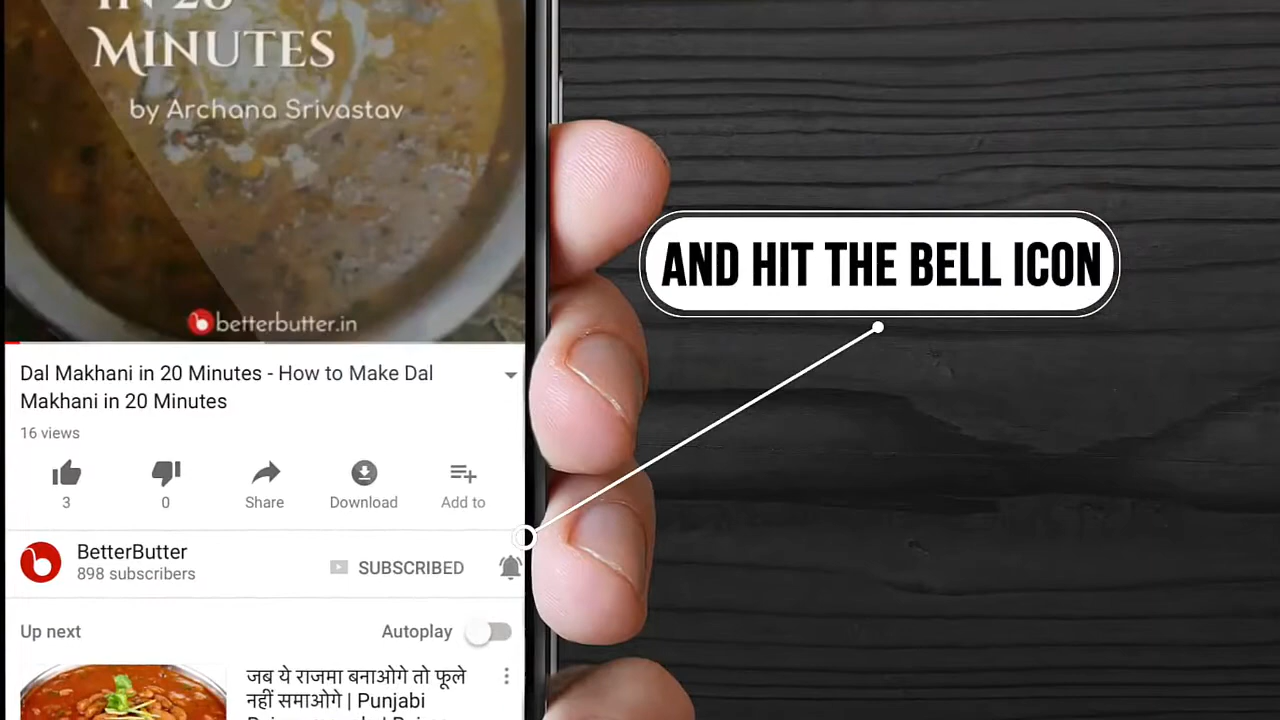 IN 20
MINUTES
by Archana Srivastav
betterbutter.in
AND HIT THE BELL ICON
Dal Makhani in 20 Minutes - How to Make Dal
Makhani in 20 Minutes
16 views
3
0
Share
Download
Add to
BetterButter
898 subscribers
SUBSCRIBED
Up next
Autoplay
जब ये राजमा बनाओगे तो फूले
नहीं समाओगे | Punjabi